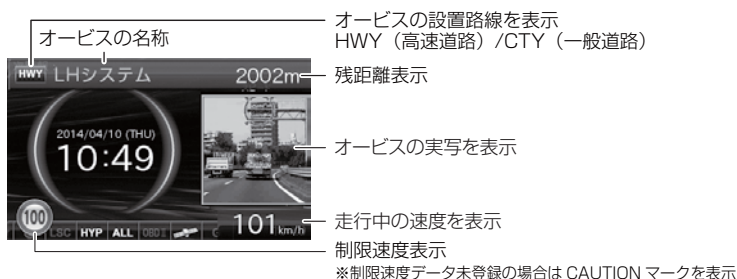 オービスの設置路線を表示
HWY（高速道路）/CTY（一般道路）
オービスの名称
HWY LHシステム 2002m
残距離表示
2014/04/10 (THU)
10:49
オービスの実写を表示
100
LSC HYP ALL OBDⅡ
101 km/h
走行中の速度を表示
制限速度表示
※制限速度データ未登録の場合は CAUTION マークを表示